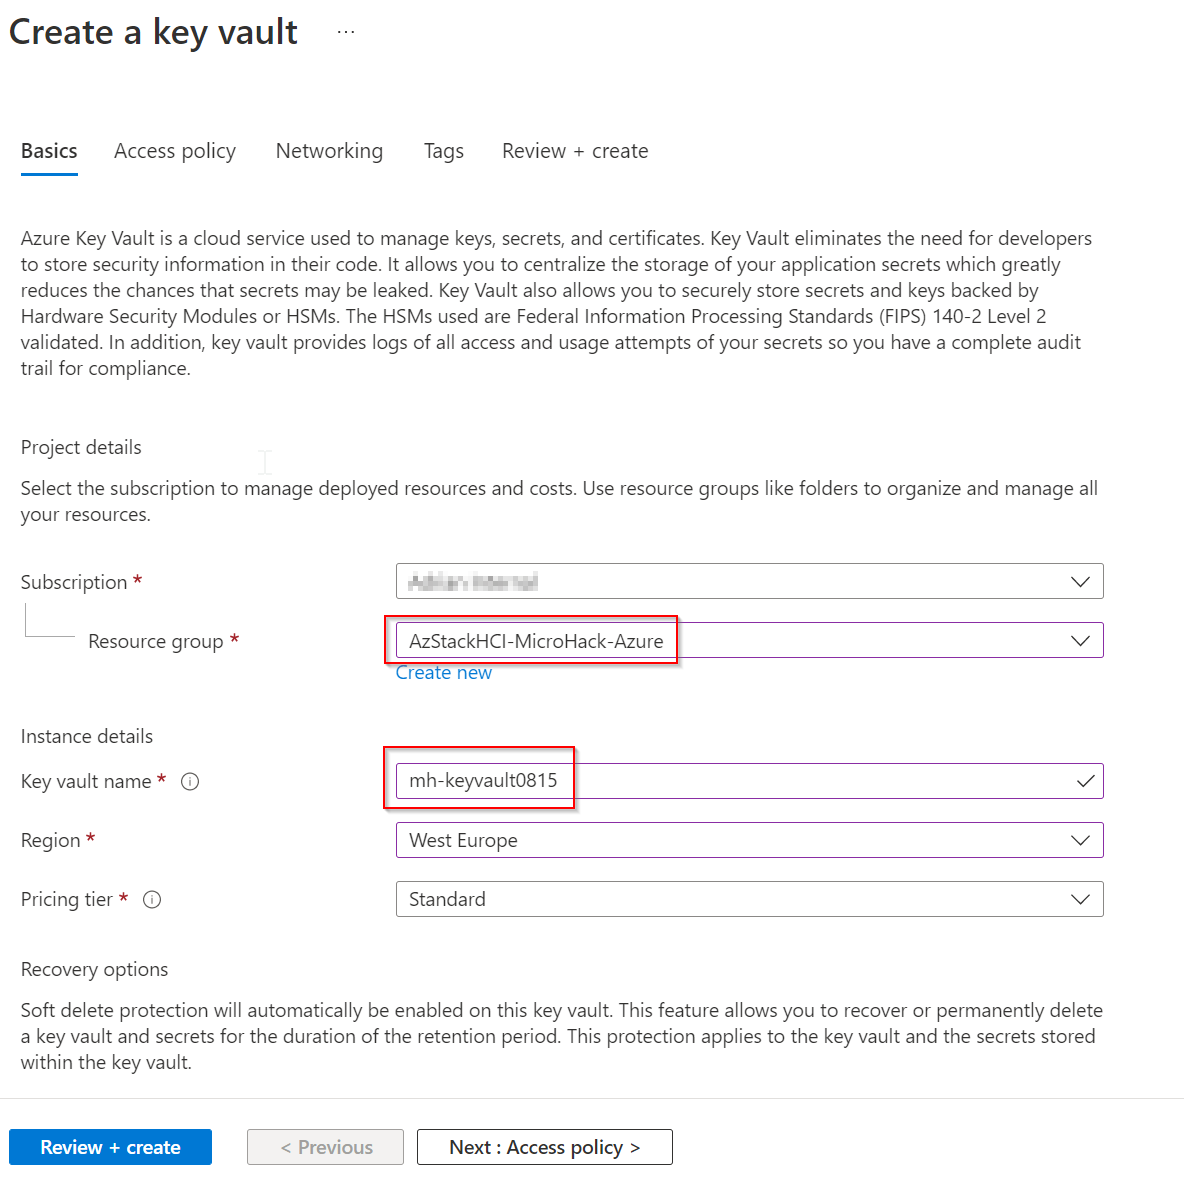 Create a key vault ...
Basics Access policy Networking Tags Review + create
Azure Key Vault is a cloud service used to manage keys, secrets, and certificates. Key Vault eliminates the need for developers
to store security information in their code. It allows you to centralize the storage of your application secrets which greatly
reduces the chances that secrets may be leaked. Key Vault also allows you to securely store secrets and keys backed by
Hardware Security Modules or HSMs. The HSMs used are Federal Information Processing Standards (FIPS) 140-2 Level 2
validated. In addition, key vault provides logs of all access and usage attempts of your secrets so you have a complete audit
trail for compliance.
Project details
Select the subscription to manage deployed resources and costs. Use resource groups like folders to organize and manage all
your resources.
Subscription *
Resource group * AzStackHCI-MicroHack-Azure
Create new
Instance details
Key vault name * mh-keyvault0815
Region * West Europe
Pricing tier * Standard
Recovery options
Soft delete protection will automatically be enabled on this key vault. This feature allows you to recover or permanently delete
a key vault and secrets for the duration of the retention period. This protection applies to the key vault and the secrets stored
within the key vault.
Review + create < Previous Next : Access policy >